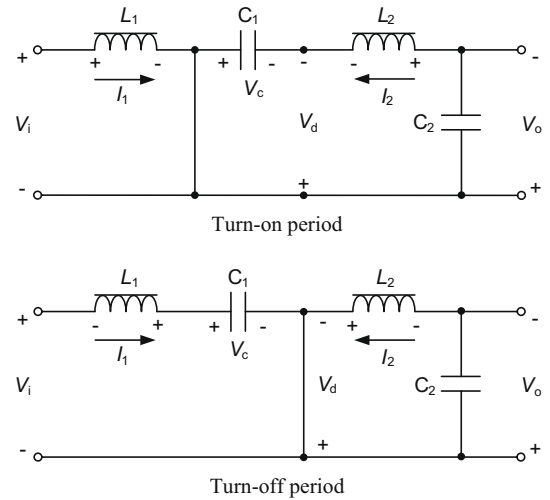 L1 C1 L2
+ + - + - - - + -
I1 Vc I2
Vi Vd C2 Vo
- + +
Turn-on period
L1 C1 L2
+ - + + - - + - -
I1 Vc I2
Vi Vd C2 Vo
- + +
Turn-off period